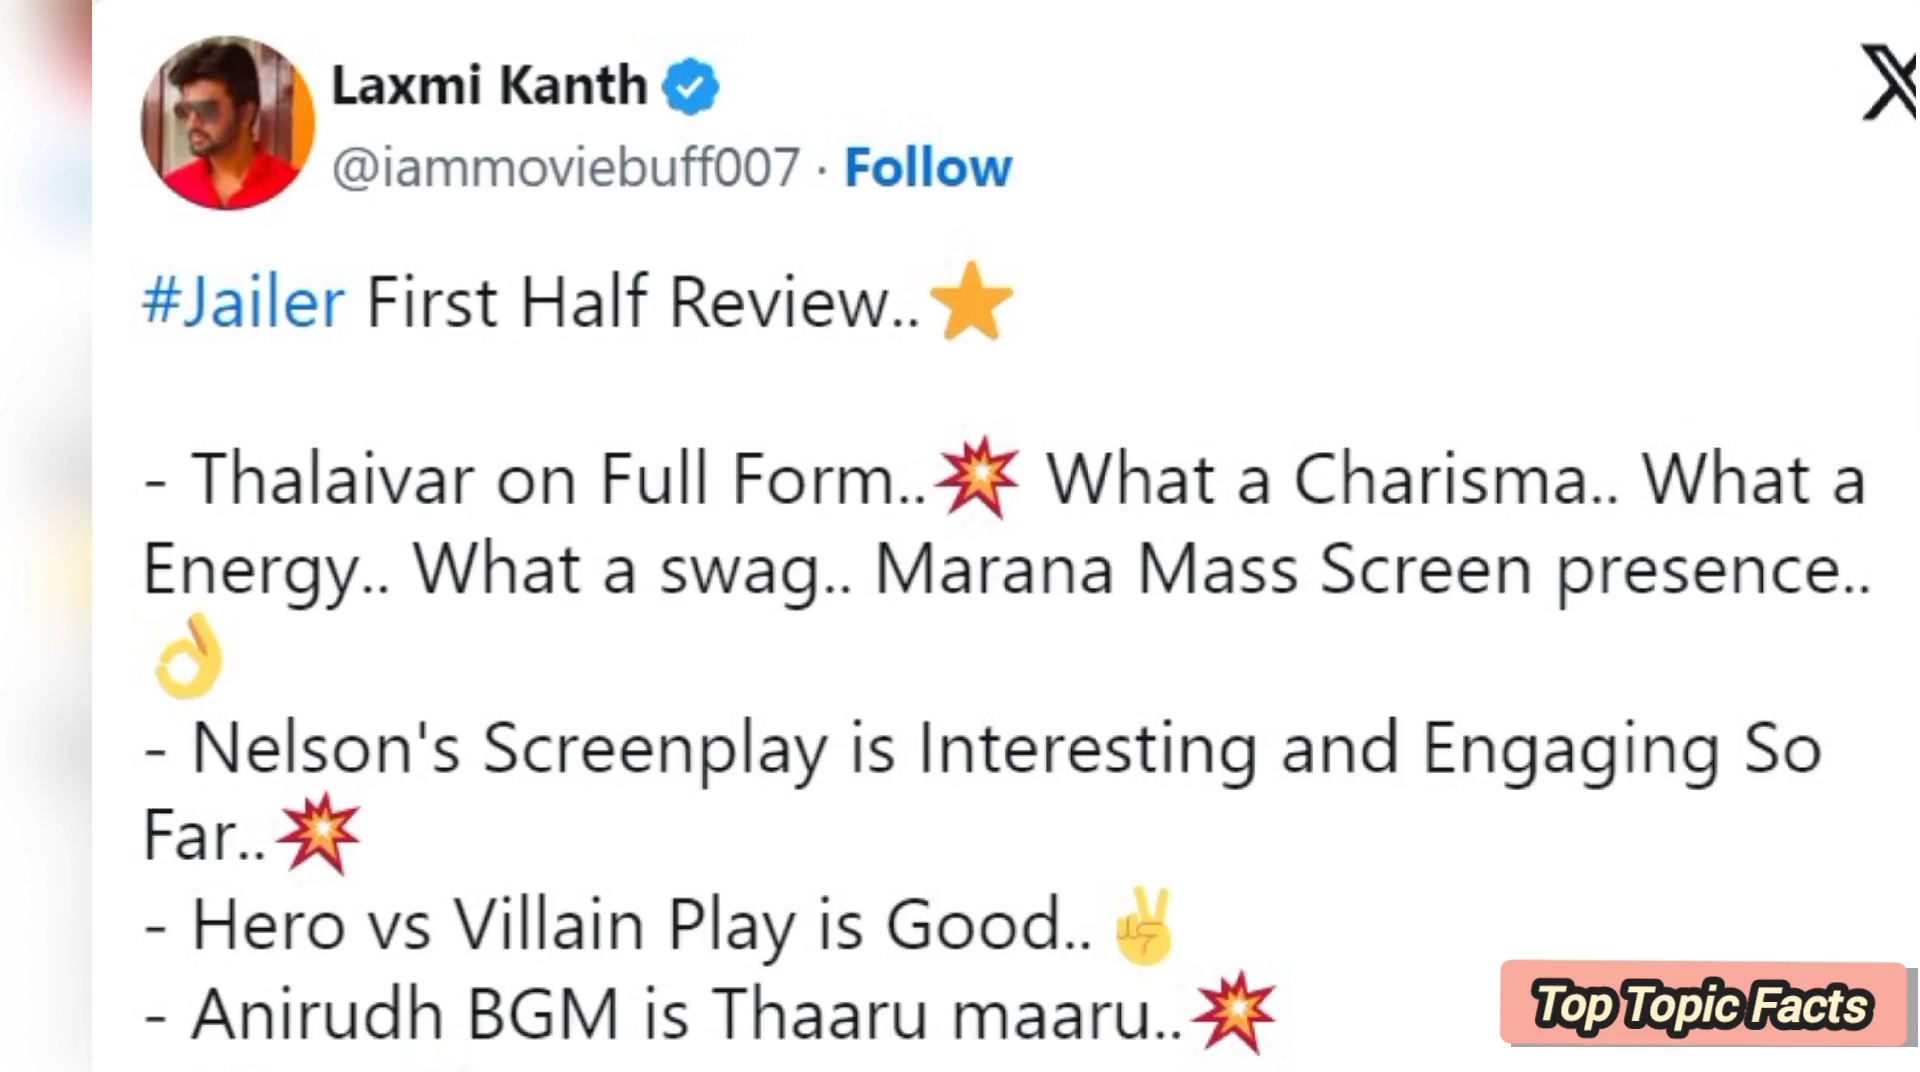 Laxmi Kanth
@iammoviebuff007 · Follow
#Jailer First Half Review..⭐
- Thalaivar on Full Form..💥 What a Charisma.. What a
Energy.. What a swag.. Marana Mass Screen presence..
👌
- Nelson's Screenplay is Interesting and Engaging So
Far..💥
- Hero vs Villain Play is Good..✌
- Anirudh BGM is Thaaru maaru..💥
Top Topic Facts